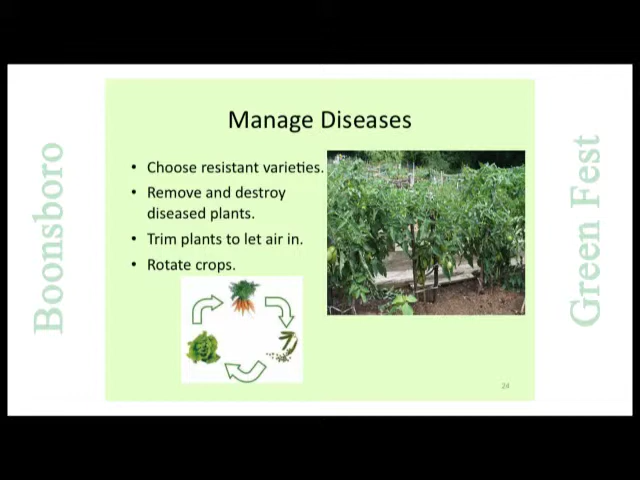 Boonsboro
Manage Diseases
• Choose resistant varieties.
• Remove and destroy
diseased plants.
• Trim plants to let air in.
• Rotate crops.
24
Green Fest